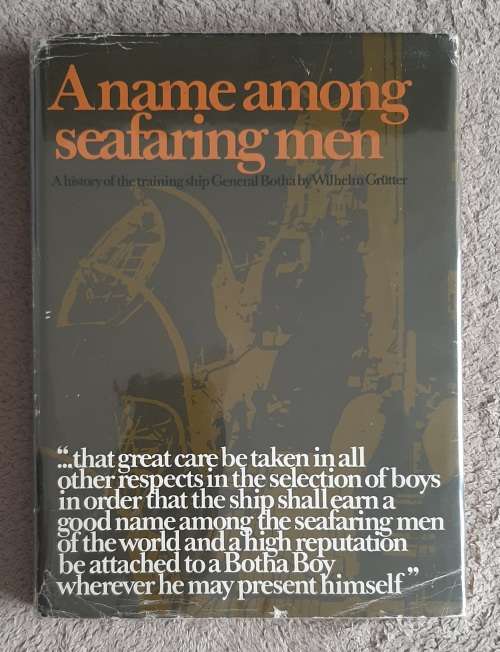 A name among
seafaring men
A history of the training ship General Botha by Wilhelm Grütter
“...that great care be taken in all
other respects in the selection of boys
in order that the ship shall earn a
good name among the seafaring men
of the world and a high reputation
be attached to a Botha Boy
wherever he may present himself”